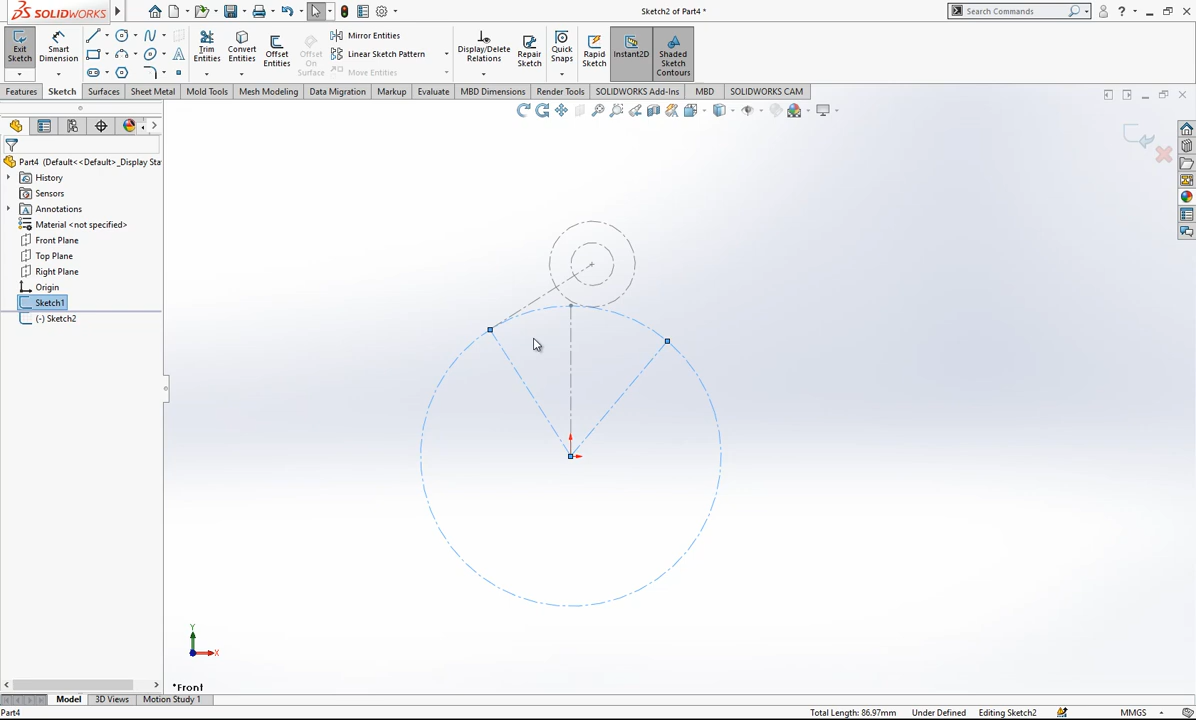 SOLIDWORKS
Sketch2 of Part4 *
Search Commands
Exit Sketch
Smart Dimension
Trim Entities
Convert Entities
Offset Entities
Offset On Surface
Mirror Entities
Linear Sketch Pattern
Move Entities
Display/Delete Relations
Repair Sketch
Quick Snaps
Rapid Sketch
Instant2D
Shaded Sketch Contours
Features
Sketch
Surfaces
Sheet Metal
Mold Tools
Mesh Modeling
Data Migration
Markup
Evaluate
MBD Dimensions
Render Tools
SOLIDWORKS Add-Ins
MBD
SOLIDWORKS CAM
Part4 (Default<<Default>_Display Sta
History
Sensors
Annotations
Material <not specified>
Front Plane
Top Plane
Right Plane
Origin
Sketch1
(-) Sketch2
Y
X
*Front
Model
3D Views
Motion Study 1
Part4
Total Length: 86.97mm
Under Defined
Editing Sketch2
MMGS